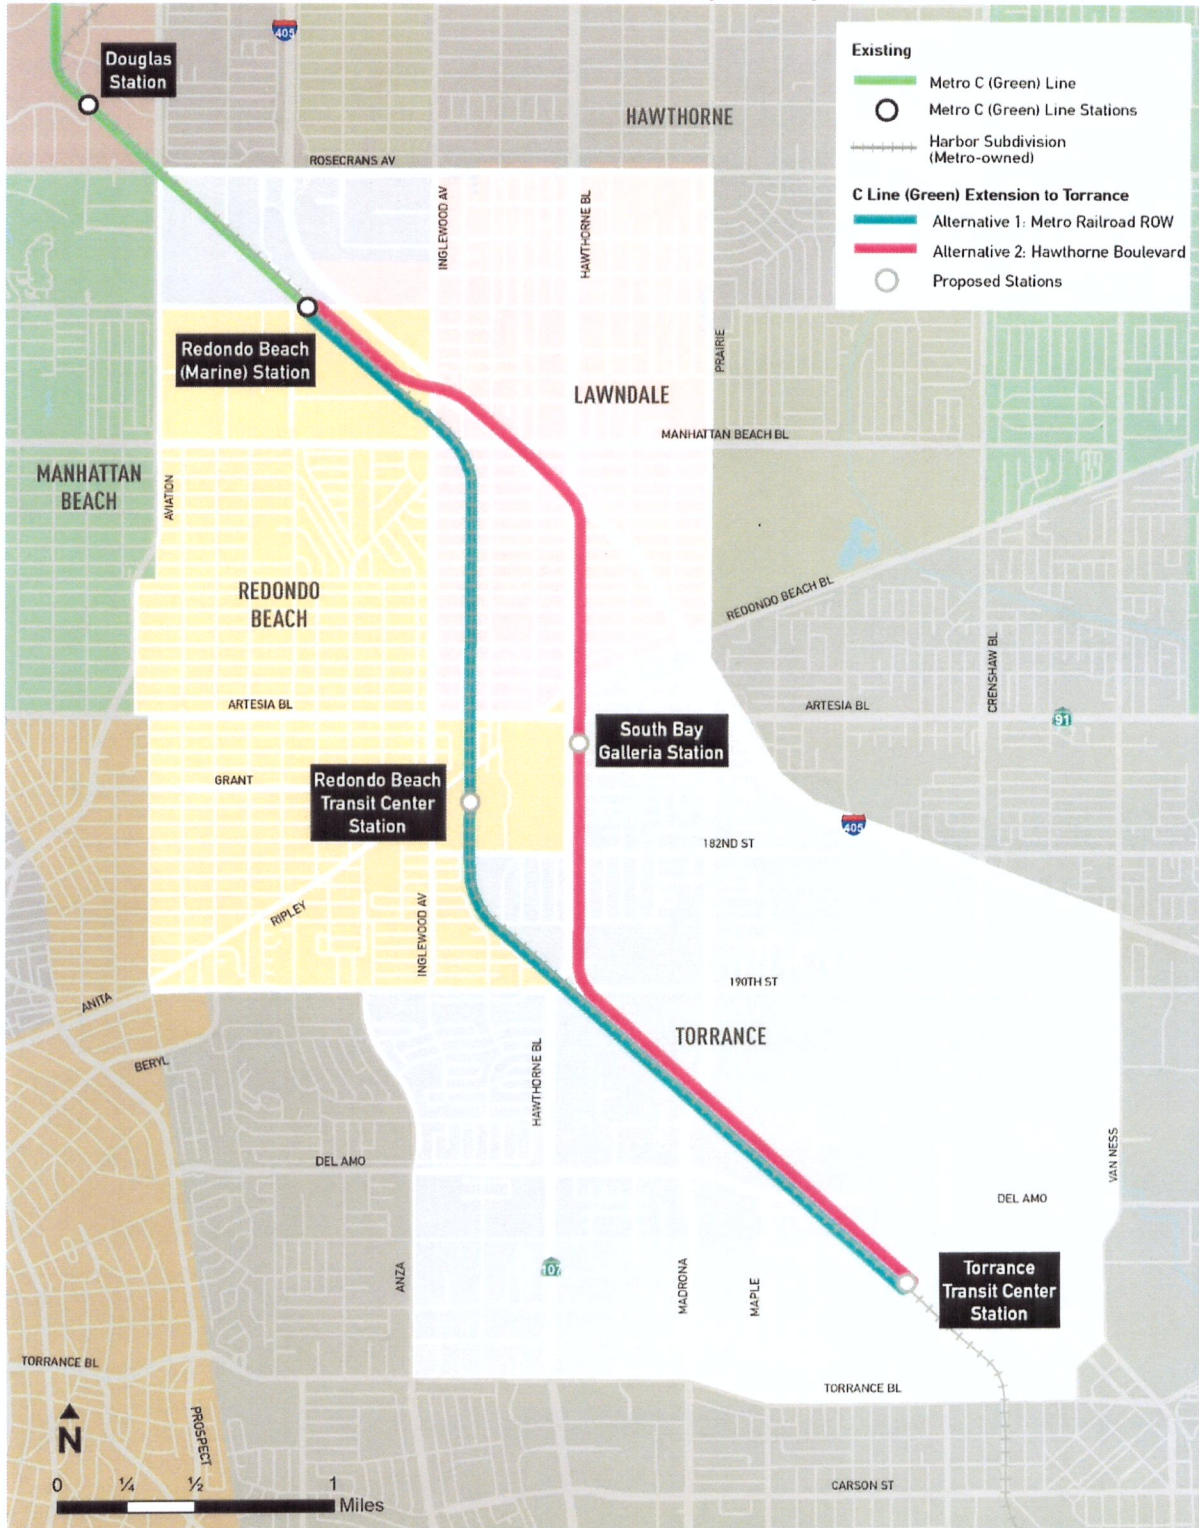 Douglas
Station
405
HAWTHORNE
ROSECRANS AV
INGLEWOOD AV
HAWTHORNE BL
Existing
Metro C (Green) Line
Metro C (Green) Line Stations
Harbor Subdivision
(Metro-owned)
C Line (Green) Extension to Torrance
Alternative 1: Metro Railroad ROW
Alternative 2: Hawthorne Boulevard
Proposed Stations
Redondo Beach
(Marine) Station
PRAIRIE
LAWNDALE
MANHATTAN BEACH BL
MANHATTAN
BEACH
AVIATION
REDONDO
BEACH
REDONDO BEACH BL
CRENSHAW BL
ARTESIA BL
ARTESIA BL
91
South Bay
Galleria Station
GRANT
Redondo Beach
Transit Center
Station
405
182ND ST
RIPLEY
INGLEWOOD AV
190TH ST
ANITA
TORRANCE
BERYL
HAWTHORNE BL
DEL AMO
VAN NESS
DEL AMO
107
ANZA
MADRONA
MAPLE
Torrance
Transit Center
Station
TORRANCE BL
TORRANCE BL
PROSPECT
N
0 ¼ ½ 1
Miles
CARSON ST